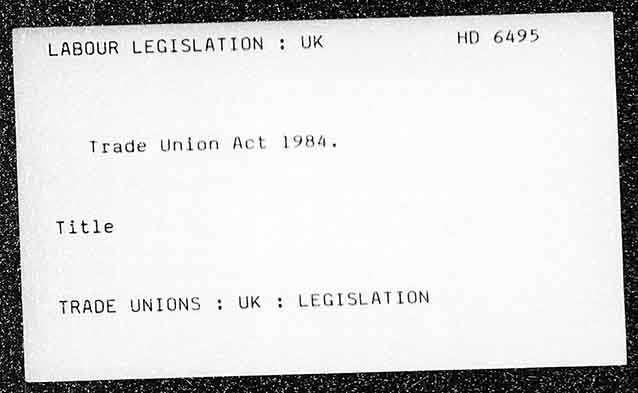 LABOUR LEGISLATION : UK HD 6495
Trade Union Act 1984.
Title
TRADE UNIONS : UK : LEGISLATION